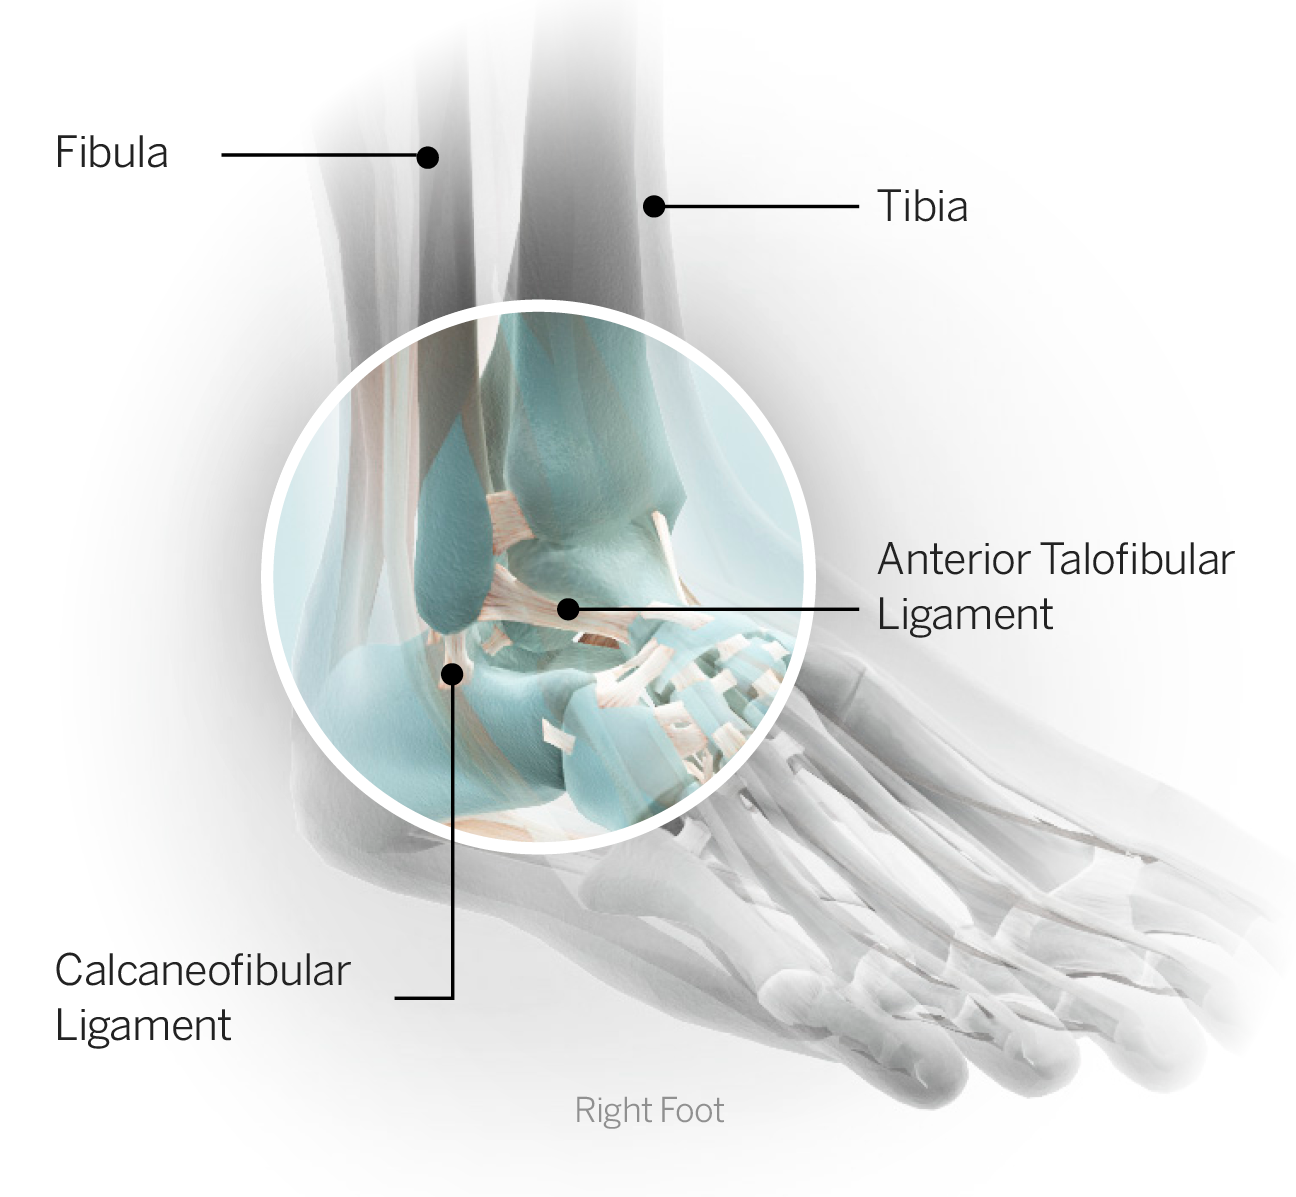 Fibula
Tibia
Anterior Talofibular
Ligament
Calcaneofibular
Ligament
Right Foot